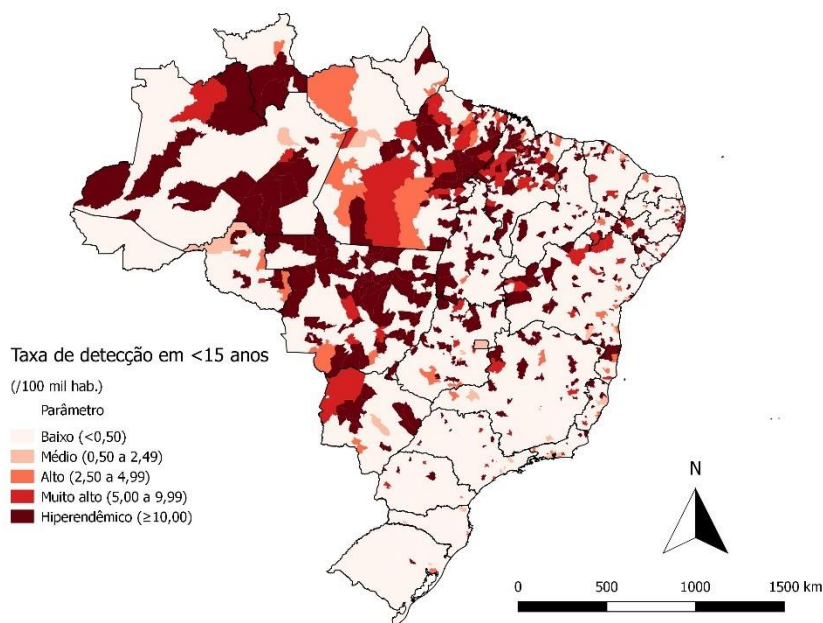 Taxa de detecção em <15 anos
(/100 mil hab.)
Parâmetro
Baixo (<0,50)
Médio (0,50 a 2,49)
Alto (2,50 a 4,99)
Muito alto (5,00 a 9,99)
Hiperendêmico (≥10,00)
N
0 500 1000 1500 km